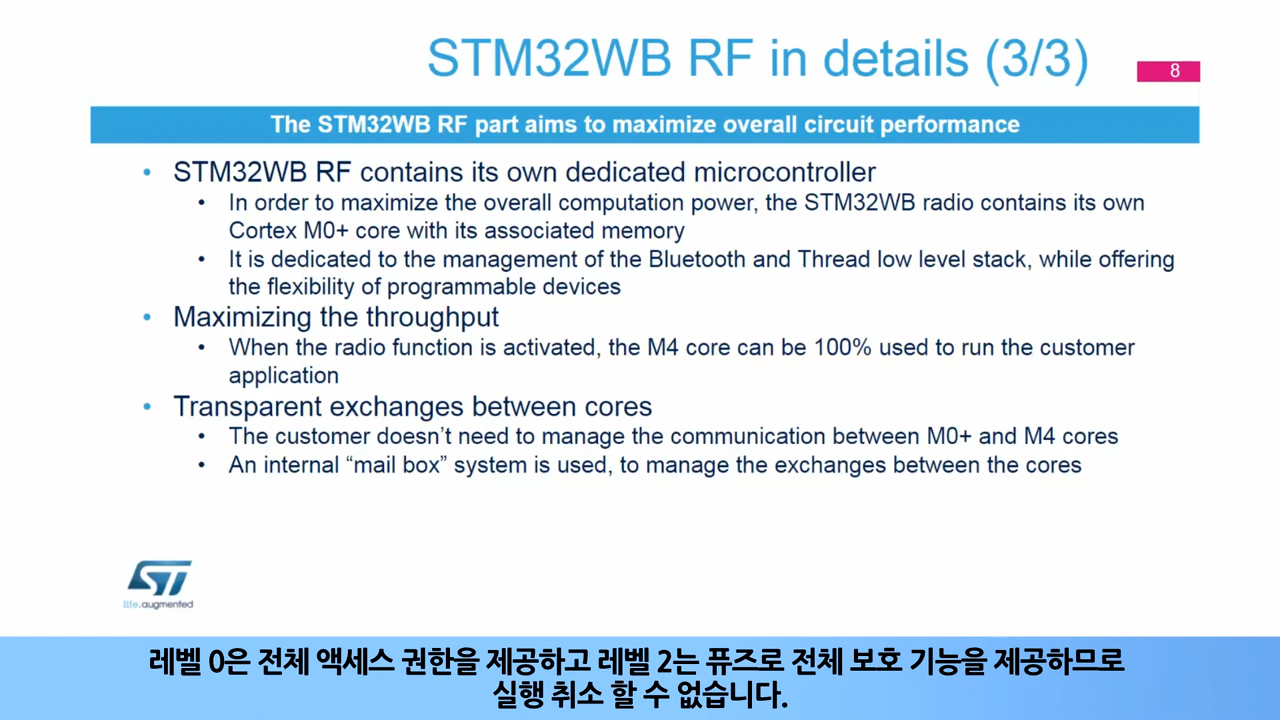 STM32WB RF in details (3/3)
8
The STM32WB RF part aims to maximize overall circuit performance
• STM32WB RF contains its own dedicated microcontroller
• In order to maximize the overall computation power, the STM32WB radio contains its own
Cortex M0+ core with its associated memory
• It is dedicated to the management of the Bluetooth and Thread low level stack, while offering
the flexibility of programmable devices
• Maximizing the throughput
• When the radio function is activated, the M4 core can be 100% used to run the customer
application
• Transparent exchanges between cores
• The customer doesn’t need to manage the communication between M0+ and M4 cores
• An internal “mail box” system is used, to manage the exchanges between the cores
ST
life.augmented
레벨 0은 전체 액세스 권한을 제공하고 레벨 2는 퓨즈로 전체 보호 기능을 제공하므로
실행 취소 할 수 없습니다.